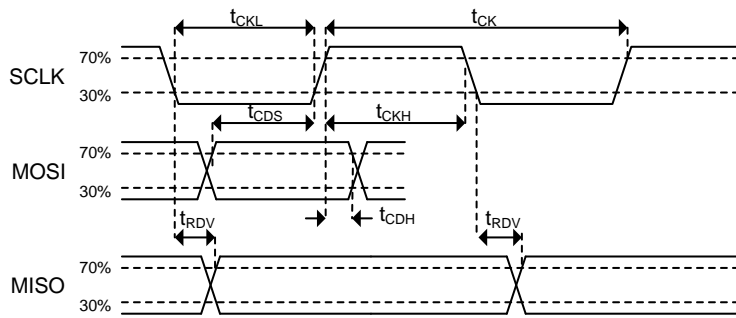 tCKL
tCK
SCLK
70%
30%
tCDS
tCKH
MOSI
70%
30%
tCDH
tRDV
tRDV
MISO
70%
30%